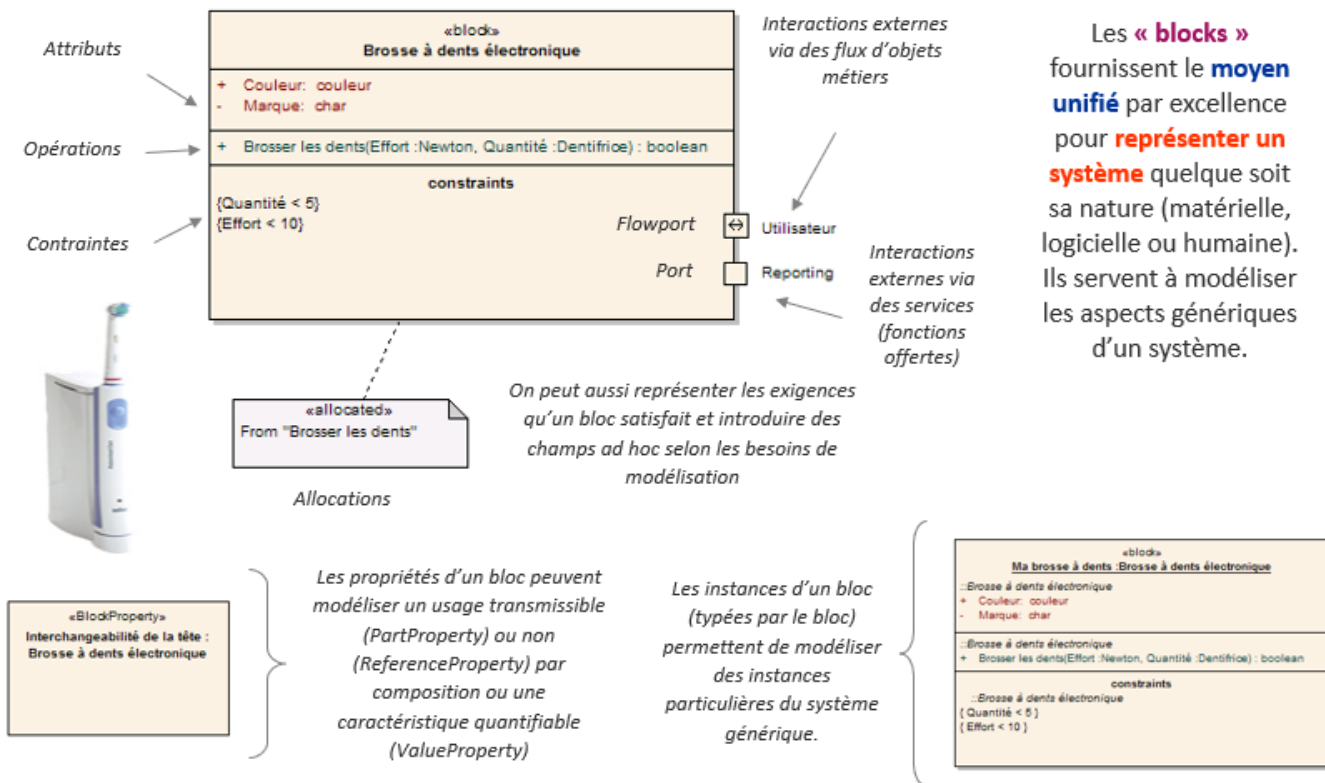 Attributs
Opérations
Contraintes
«block»
Brosse à dents électronique
+ Couleur: couleur
- Marque: char
+ Brosser les dents(Effort :Newton, Quantité :Dentifrice) : boolean
constraints
{Quantité < 5}
{Effort < 10}
Flowport
Port
Utilisateur
Reporting
Interactions externes
via des flux d'objets
métiers
Interactions
externes via
des services
(fonctions
offertes)
Les « blocks »
fournissent le moyen
unifié par excellence
pour représenter un
système quelque soit
sa nature (matérielle,
logicielle ou humaine).
Ils servent à modéliser
les aspects génériques
d'un système.
«allocated»
From "Brosser les dents"
Allocations
On peut aussi représenter les exigences
qu'un bloc satisfait et introduire des
champs ad hoc selon les besoins de
modélisation
«BlockProperty»
Interchangeabilité de la tête :
Brosse à dents électronique
Les propriétés d'un bloc peuvent
modéliser un usage transmissible
(PartProperty) ou non
(ReferenceProperty) par
composition ou une
caractéristique quantifiable
(ValueProperty)
Les instances d'un bloc
(typées par le bloc)
permettent de modéliser
des instances
particulières du système
générique.
«block»
Ma brosse à dents :Brosse à dents électronique
::Brosse à dents électronique
+ Couleur: couleur
- Marque: char
::Brosse à dents électronique
+ Brosser les dents(Effort :Newton, Quantité :Dentifrice) : boolean
constraints
::Brosse à dents électronique
{ Quantité < 5 }
{ Effort < 10 }